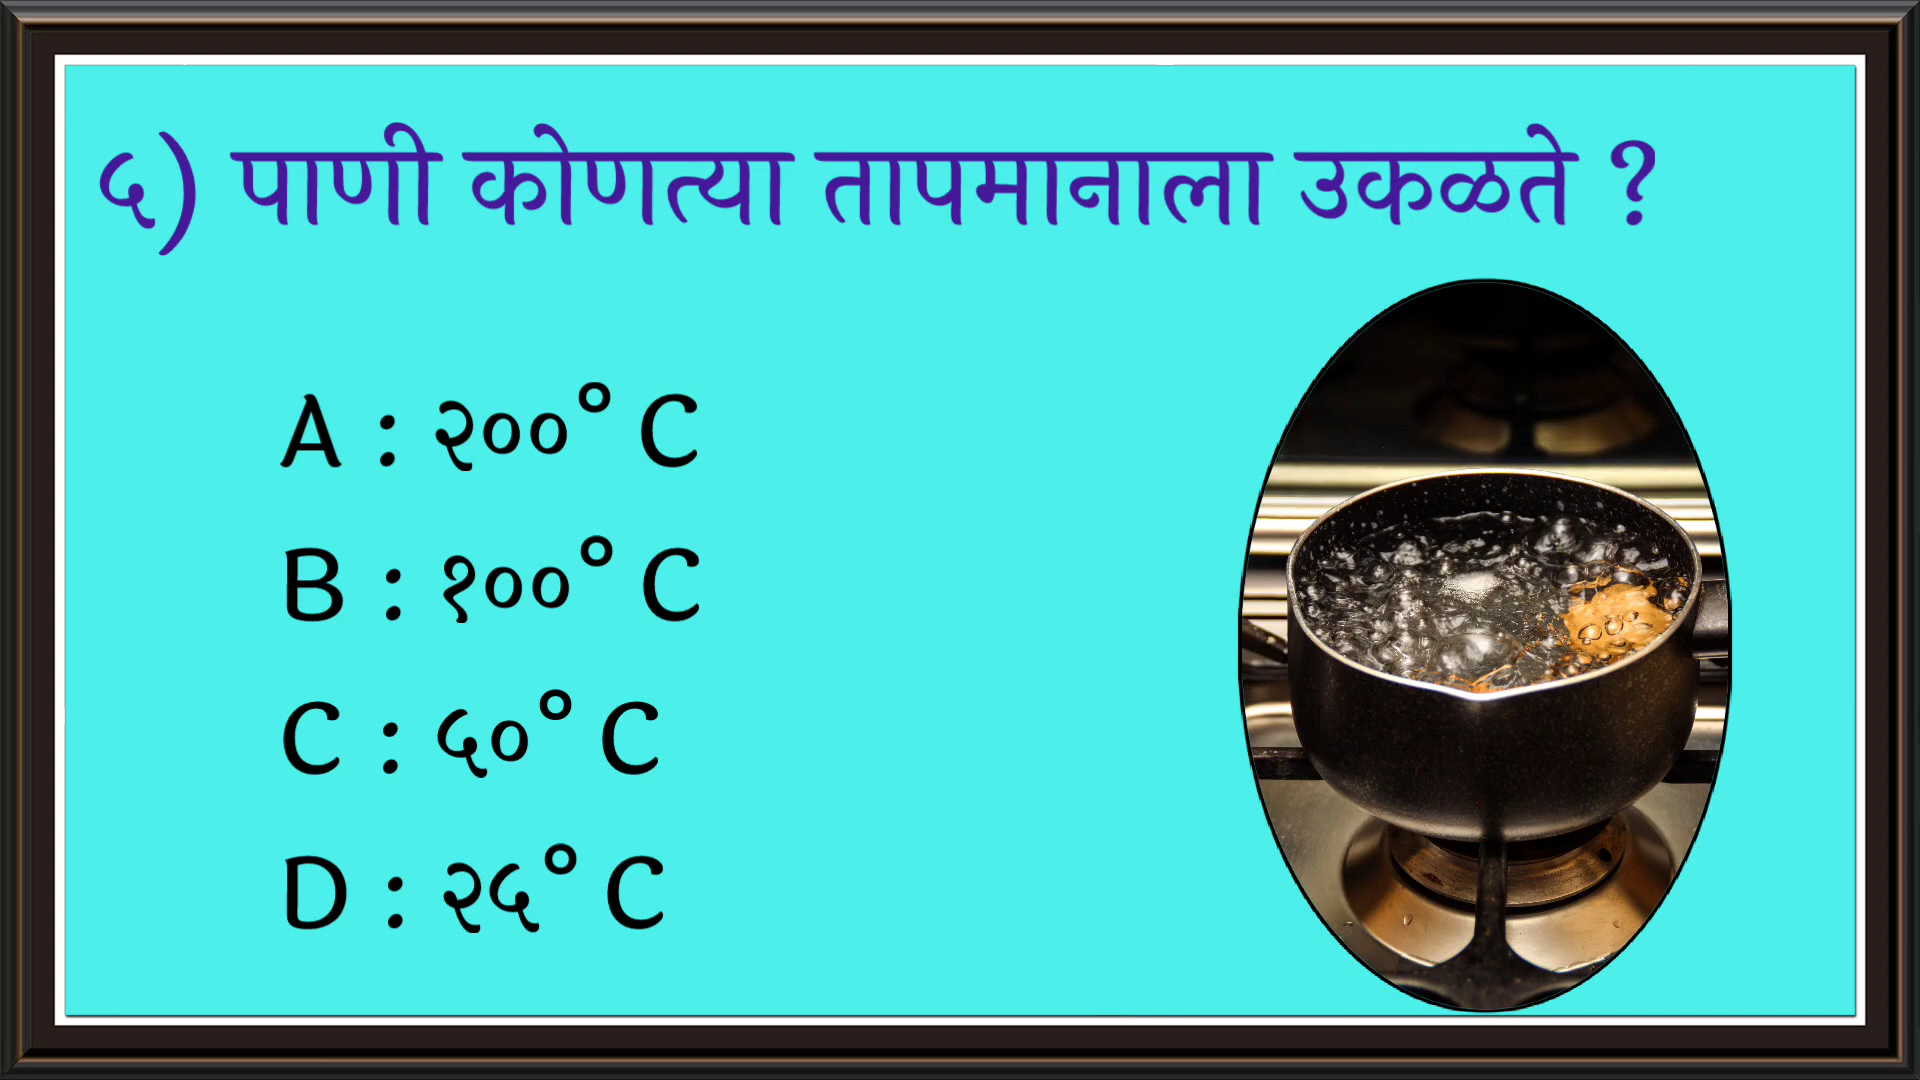 ५) पाणी कोणत्या तापमानाला उकळते ?
A : २००° C
B : १००° C
C : ५०° C
D : २५° C